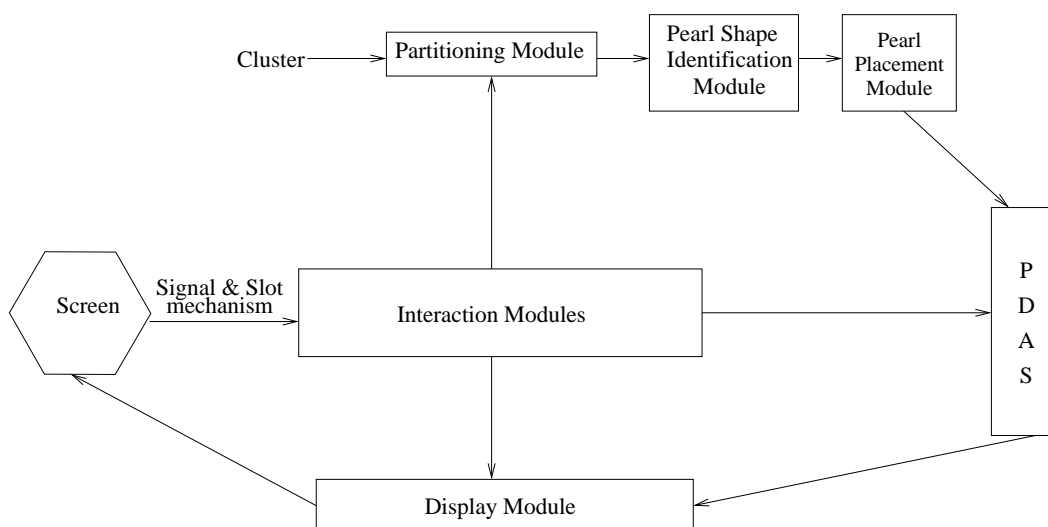 Cluster
Partitioning Module
Pearl Shape
Identification
Module
Pearl
Placement
Module
Screen
Signal & Slot
mechanism
Interaction Modules
P
D
A
S
Display Module